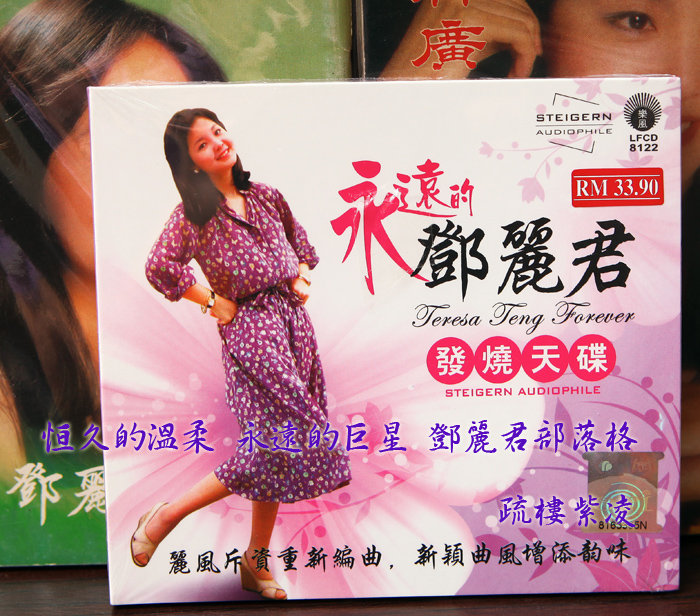 廣
STEIGERN
AUDIOPHILE
樂風
LFCD
8122
RM 33.90
永遠的
鄧麗君
Teresa Teng Forever
發燒天碟
STEIGERN AUDIOPHILE
恒久的溫柔 永遠的巨星 鄧麗君部落格
疏樓紫凌
麗風斥資重新編曲，新穎曲風增添韵味
鄧麗